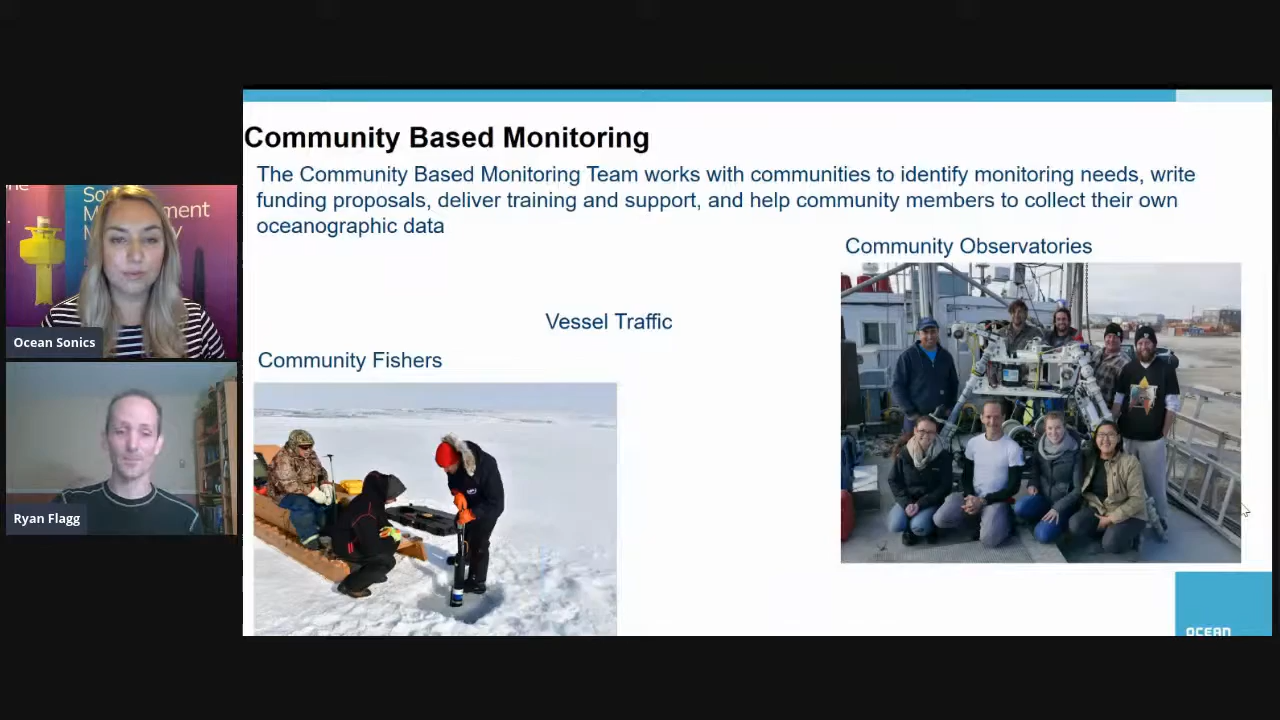 Community Based Monitoring
The Community Based Monitoring Team works with communities to identify monitoring needs, write
funding proposals, deliver training and support, and help community members to collect their own
oceanographic data
Community Observatories
Vessel Traffic
Community Fishers
Ocean Sonics
Ryan Flagg
OCEAN